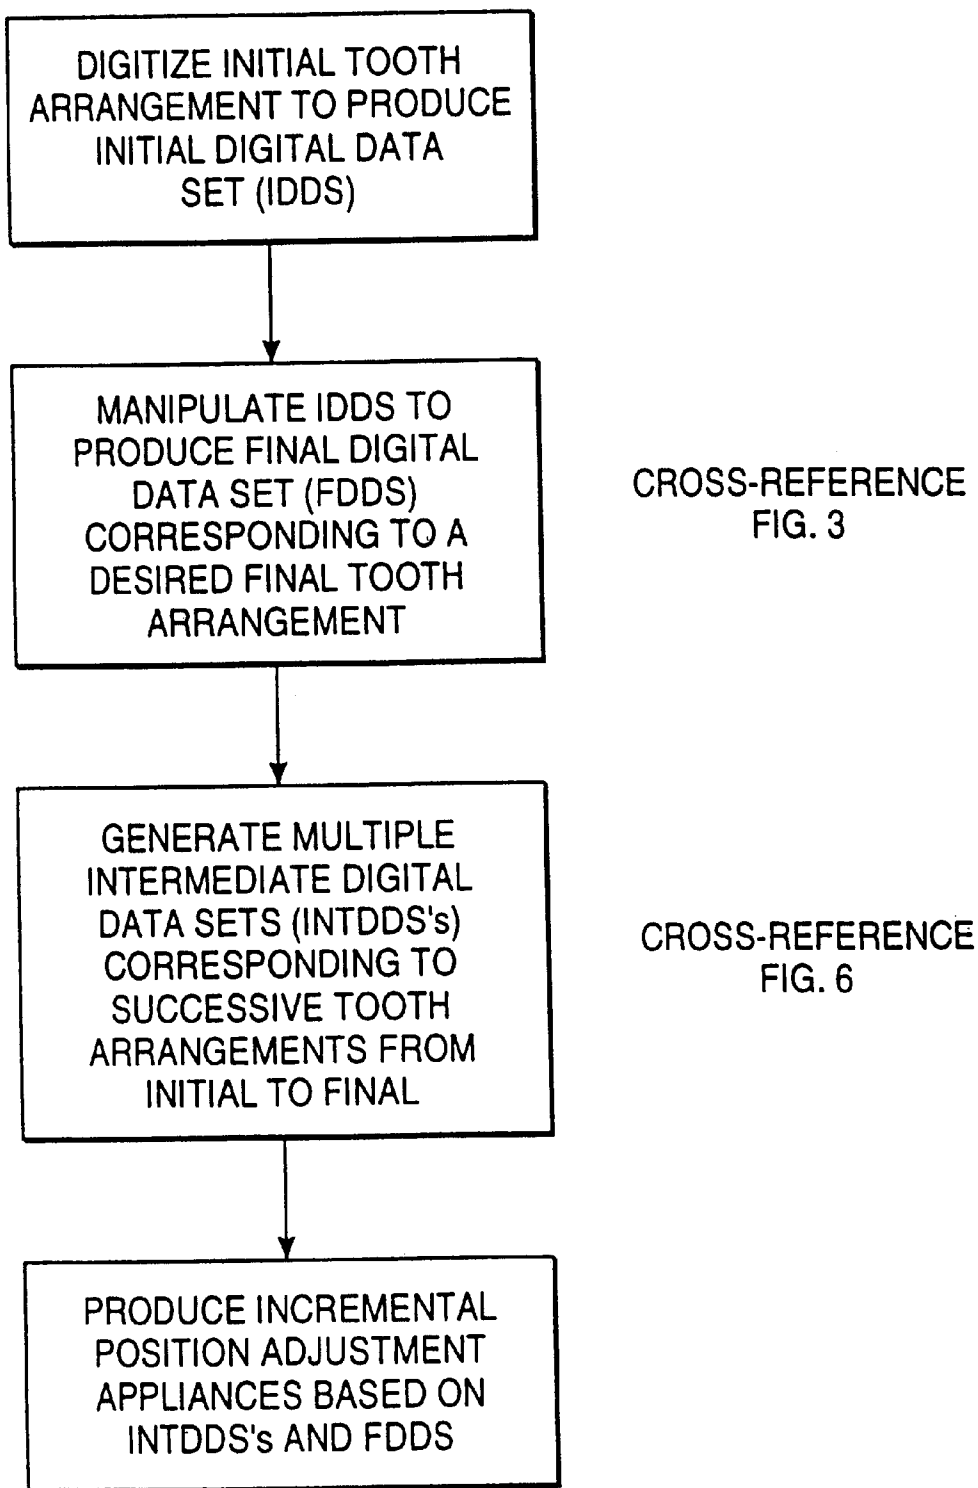 DIGITIZE INITIAL TOOTH
ARRANGEMENT TO PRODUCE
INITIAL DIGITAL DATA
SET (IDDS)
MANIPULATE IDDS TO
PRODUCE FINAL DIGITAL
DATA SET (FDDS)
CORRESPONDING TO A
DESIRED FINAL TOOTH
ARRANGEMENT
CROSS-REFERENCE
FIG. 3
GENERATE MULTIPLE
INTERMEDIATE DIGITAL
DATA SETS (INTDDS's)
CORRESPONDING TO
SUCCESSIVE TOOTH
ARRANGEMENTS FROM
INITIAL TO FINAL
CROSS-REFERENCE
FIG. 6
PRODUCE INCREMENTAL
POSITION ADJUSTMENT
APPLIANCES BASED ON
INTDDS's AND FDDS